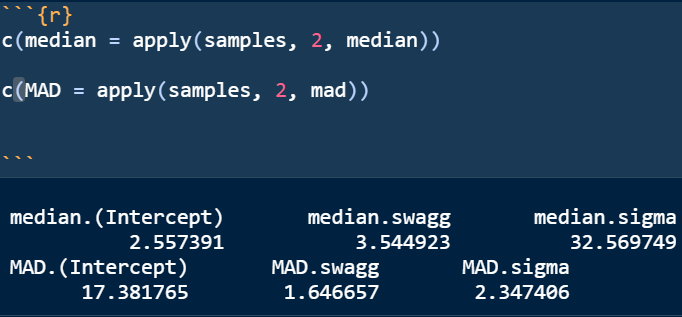 ```{r}
c(median = apply(samples, 2, median))
c(MAD = apply(samples, 2, mad))
```
median.(Intercept) median.swagg median.sigma
2.557391 3.544923 32.569749
MAD.(Intercept) MAD.swagg MAD.sigma
17.381765 1.646657 2.347406